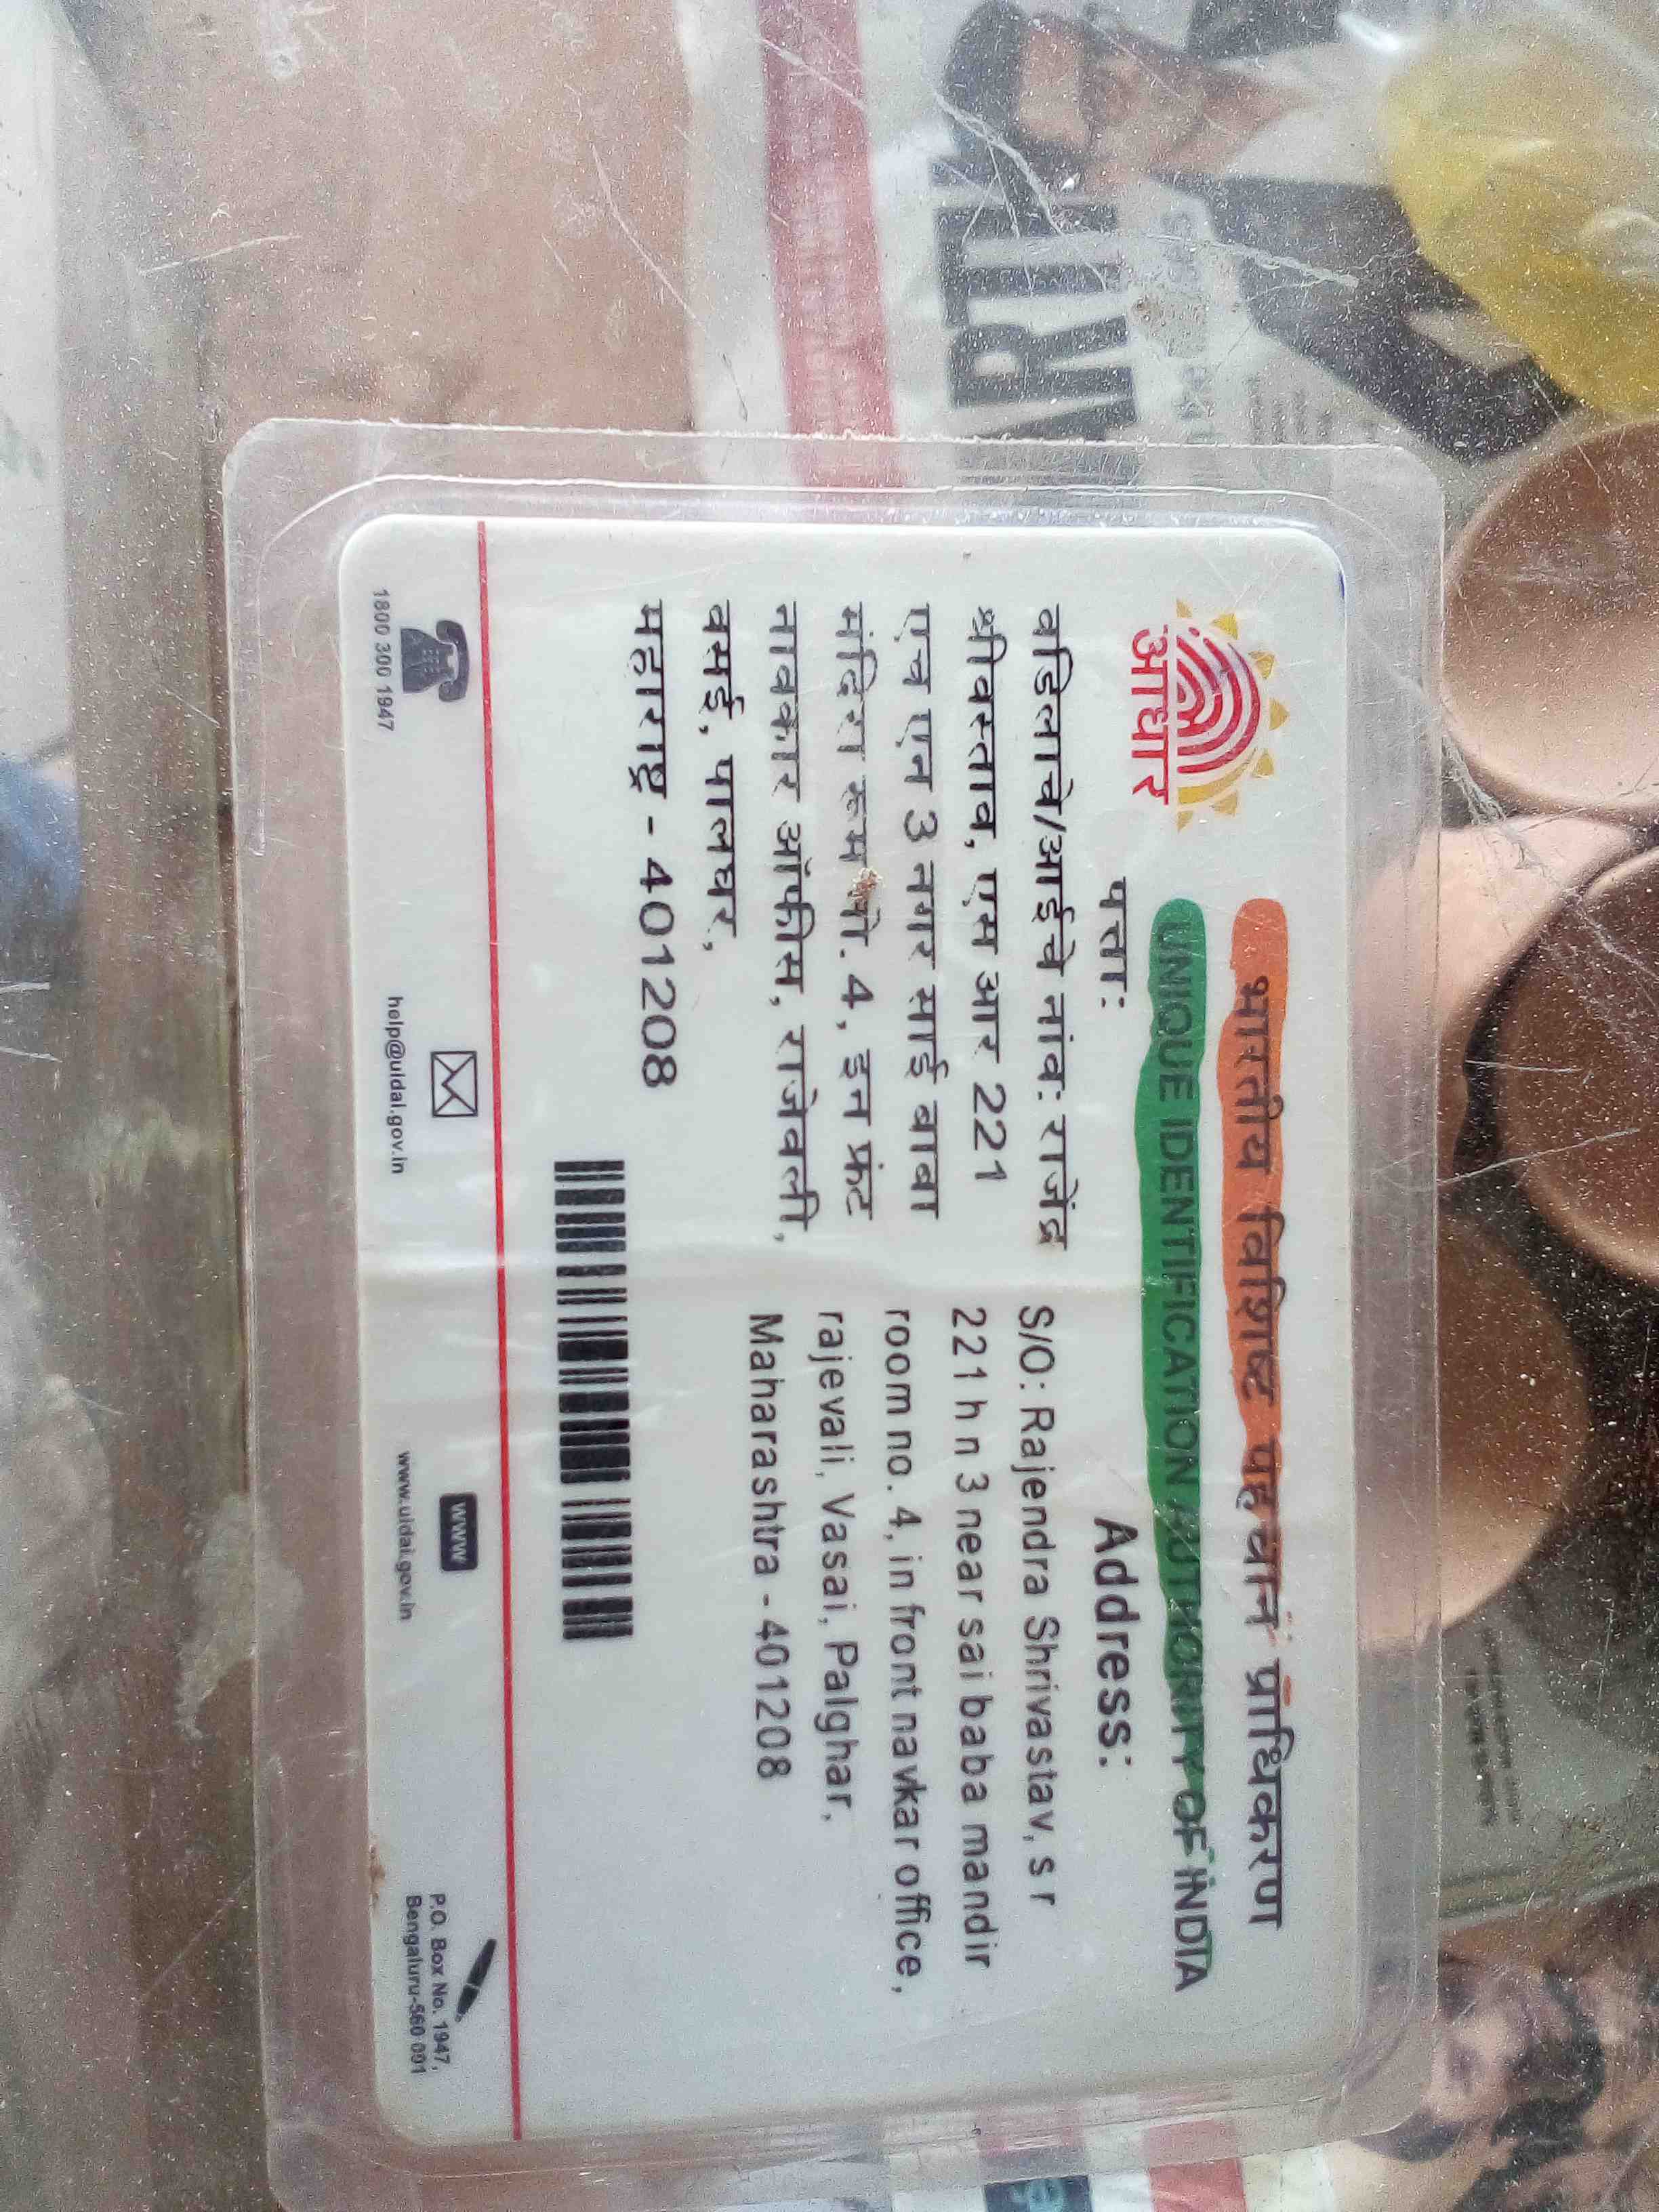 भारतीय विशिष्ट पहचान प्राधिकरण
UNIQUE IDENTIFICATION AUTHORITY OF INDIA
आधार
पत्ता:
वडिलाचे/आईचे नांव: राजेंद्र
श्रीवस्ताव, एस आर 221
एच एन 3 नगर साई बाबा
मंदिरा रूम नो. 4, इन फ्रंट
नावकार ऑफीस, राजेवली,
वसई, पालघर,
महाराष्ट्र - 401208
Address:
S/O: Rajendra Shrivastav, s r
221 h n 3 near sai baba mandir
room no. 4, in front navkar office,
rajevali, Vasai, Palghar,
Maharashtra - 401208
1800 300 1947
help@uidai.gov.in
www
www.uidai.gov.in
P.O. Box No. 1947,
Bengaluru-560 001